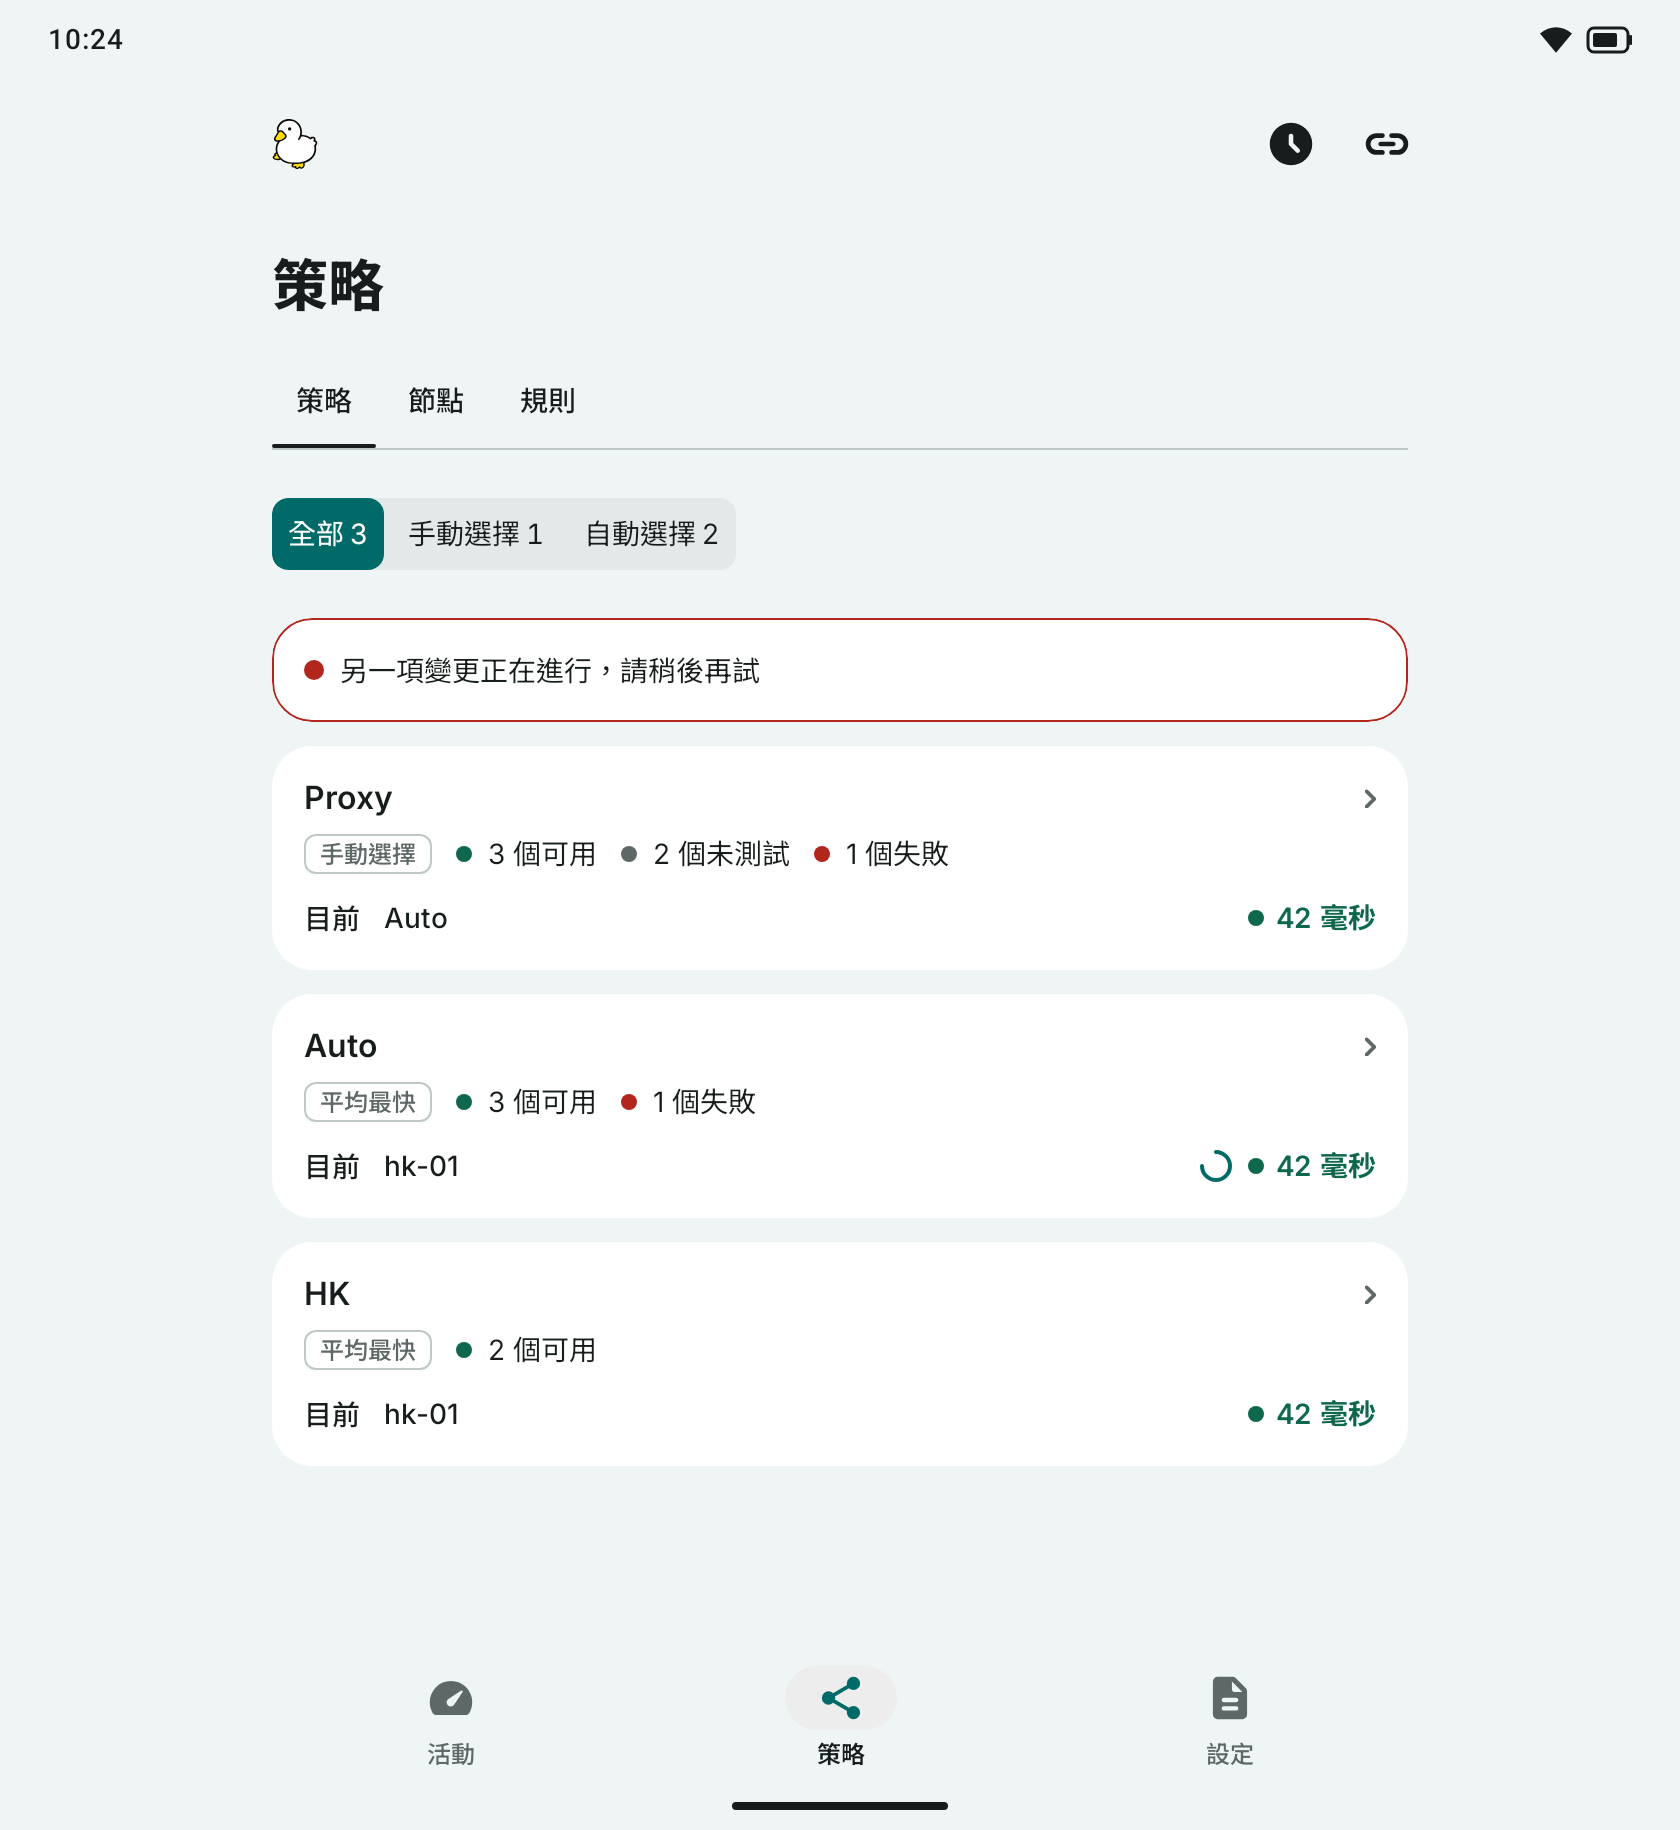 10:24
策略
策略 節點 規則
全部 3 手動選擇 1 自動選擇 2
另一項變更正在進行，請稍後再試
Proxy
手動選擇 3 個可用 2 個未測試 1 個失敗
目前 Auto 42 毫秒
Auto
平均最快 3 個可用 1 個失敗
目前 hk-01 42 毫秒
HK
平均最快 2 個可用
目前 hk-01 42 毫秒
活動 策略 設定